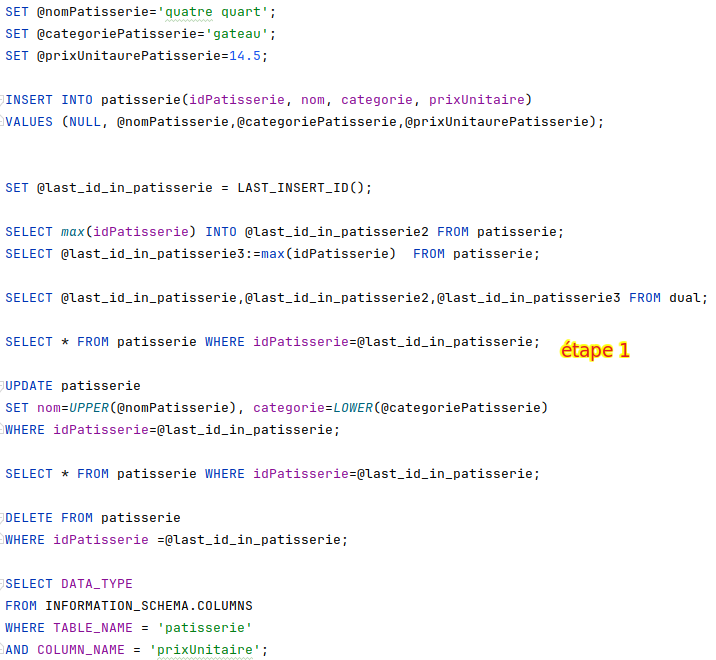 SET @nomPatisserie='quatre quart';
SET @categoriePatisserie='gateau';
SET @prixUnitaurePatisserie=14.5;
INSERT INTO patisserie(idPatisserie, nom, categorie, prixUnitaire)
VALUES (NULL, @nomPatisserie,@categoriePatisserie,@prixUnitaurePatisserie);
SET @last_id_in_patisserie = LAST_INSERT_ID();
SELECT max(idPatisserie) INTO @last_id_in_patisserie2 FROM patisserie;
SELECT @last_id_in_patisserie3:=max(idPatisserie)  FROM patisserie;
SELECT @last_id_in_patisserie,@last_id_in_patisserie2,@last_id_in_patisserie3 FROM dual;
SELECT * FROM patisserie WHERE idPatisserie=@last_id_in_patisserie;
étape 1
UPDATE patisserie
SET nom=UPPER(@nomPatisserie), categorie=LOWER(@categoriePatisserie)
WHERE idPatisserie=@last_id_in_patisserie;
SELECT * FROM patisserie WHERE idPatisserie=@last_id_in_patisserie;
DELETE FROM patisserie
WHERE idPatisserie =@last_id_in_patisserie;
SELECT DATA_TYPE
FROM INFORMATION_SCHEMA.COLUMNS
WHERE TABLE_NAME = 'patisserie'
AND COLUMN_NAME = 'prixUnitaire';